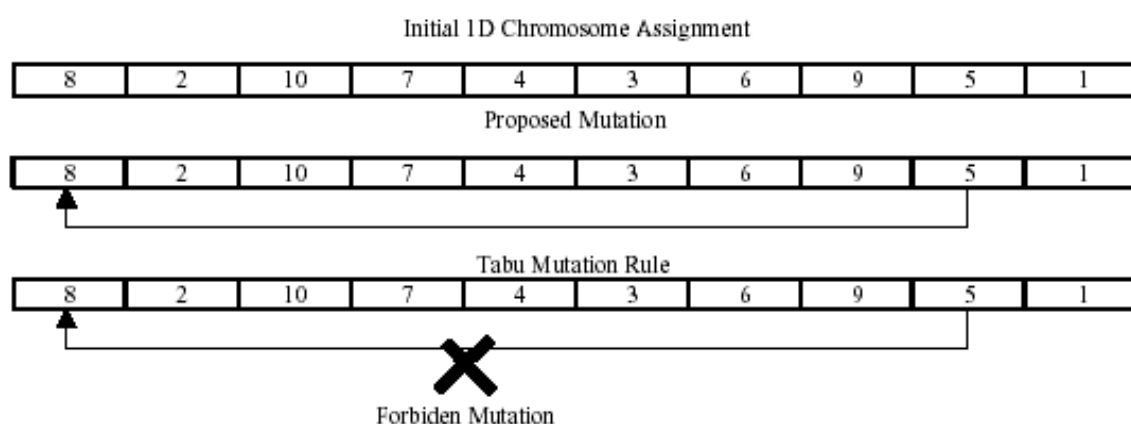 Initial 1D Chromosome Assignment
8 2 10 7 4 3 6 9 5 1
Proposed Mutation
8 2 10 7 4 3 6 9 5 1
Tabu Mutation Rule
8 2 10 7 4 3 6 9 5 1
Forbiden Mutation